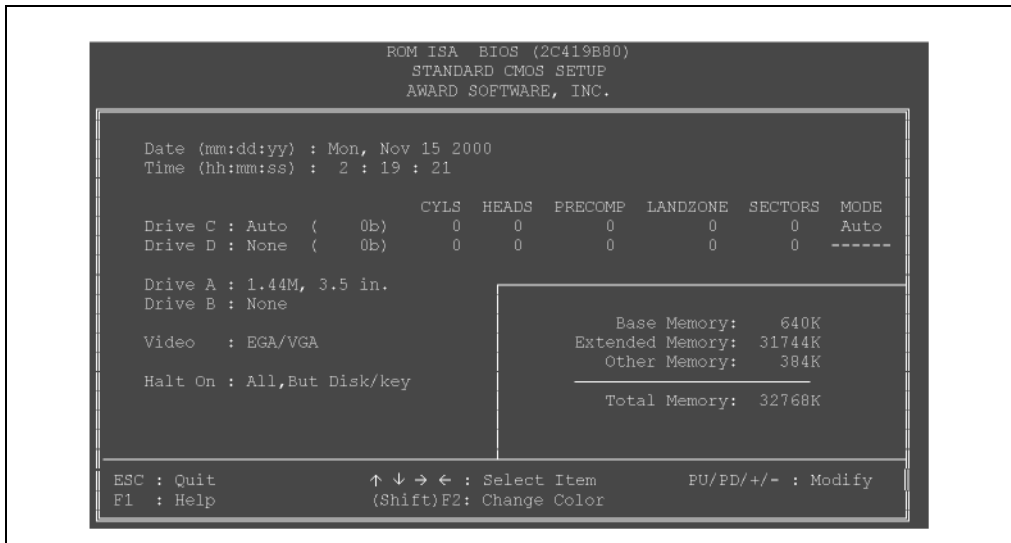 ROM ISA BIOS (2C419B80)
STANDARD CMOS SETUP
AWARD SOFTWARE, INC.
Date (mm:dd:yy) : Mon, Nov 15 2000
Time (hh:mm:ss) : 2 : 19 : 21
CYLS HEADS PRECOMP LANDZONE SECTORS MODE
Drive C : Auto ( 0b) 0 0 0 0 0 Auto
Drive D : None ( 0b) 0 0 0 0 0 ------
Drive A : 1.44M, 3.5 in.
Drive B : None
Video : EGA/VGA
Halt On : All,But Disk/key
Base Memory: 640K
Extended Memory: 31744K
Other Memory: 384K
Total Memory: 32768K
ESC : Quit ↑ ↓ → ← : Select Item PU/PD/+/- : Modify
F1 : Help (Shift)F2: Change Color